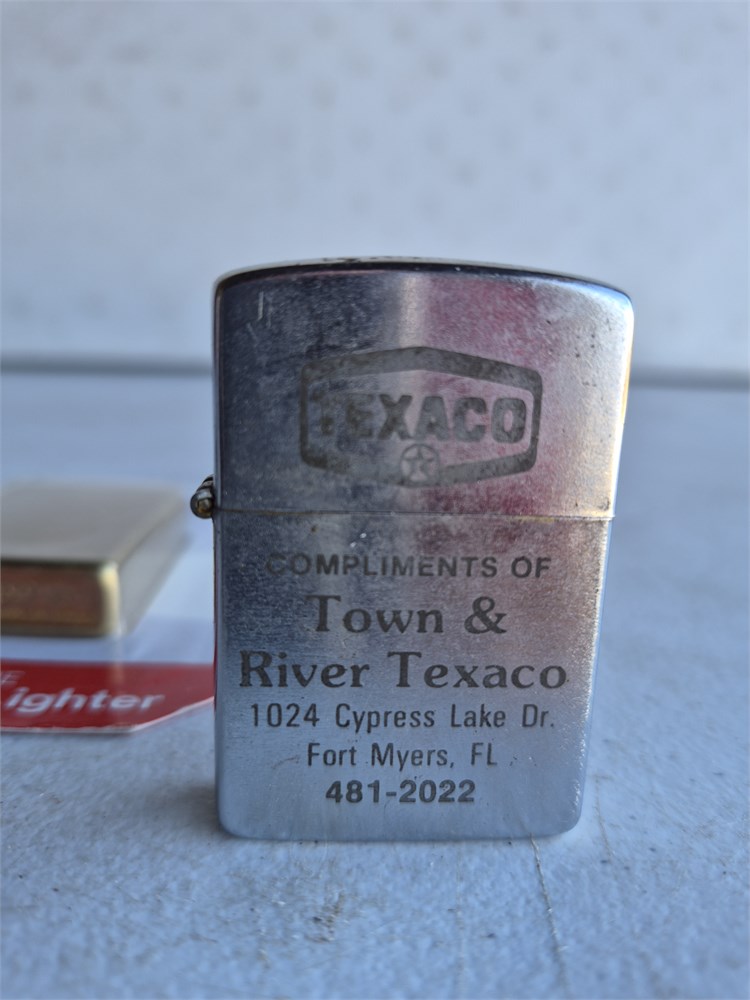 TEXACO
COMPLIMENTS OF
Town &
River Texaco
1024 Cypress Lake Dr.
Fort Myers, FL
481-2022
ighter